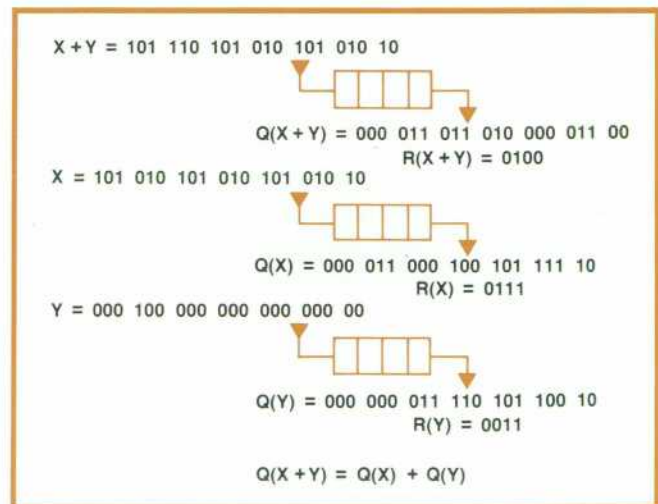 X + Y = 101 110 101 010 101 010 10
Q(X + Y) = 000 011 011 010 000 011 00
R(X + Y) = 0100
X = 101 010 101 010 101 010 10
Q(X) = 000 011 000 100 101 111 10
R(X) = 0111
Y = 000 100 000 000 000 000 00
Q(Y) = 000 000 011 110 101 100 10
R(Y) = 0011
Q(X + Y) = Q(X) + Q(Y)